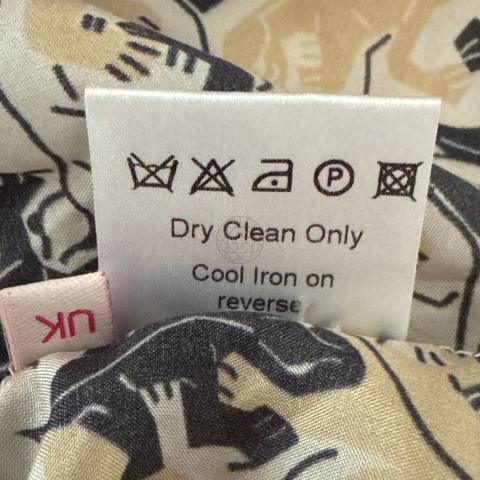 P
Dry Clean Only
Cool Iron on
reverse
UK